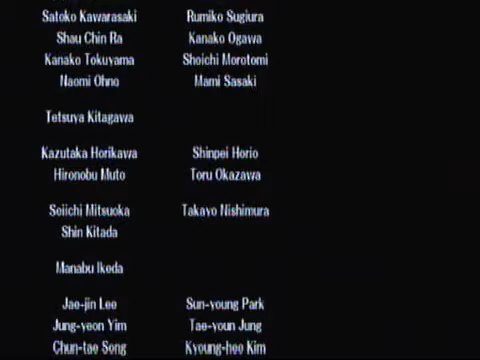 Satoko Kawarasaki Rumiko Sugiura
Shau Chin Ra Kanako Ogawa
Kanako Tokuyama Shoichi Morotomi
Naomi Ohno Mami Sasaki
Tetsuya Kitagawa
Kazutaka Horikawa Shinpei Horio
Hironobu Muto Toru Okazawa
Seiichi Mitsuoka Takayo Nishimura
Shin Kitada
Manabu Ikeda
Jae-jin Lee Sun-young Park
Jung-yeon Yim Tae-youn Jung
Chun-tae Song Kyoung-hee Kim